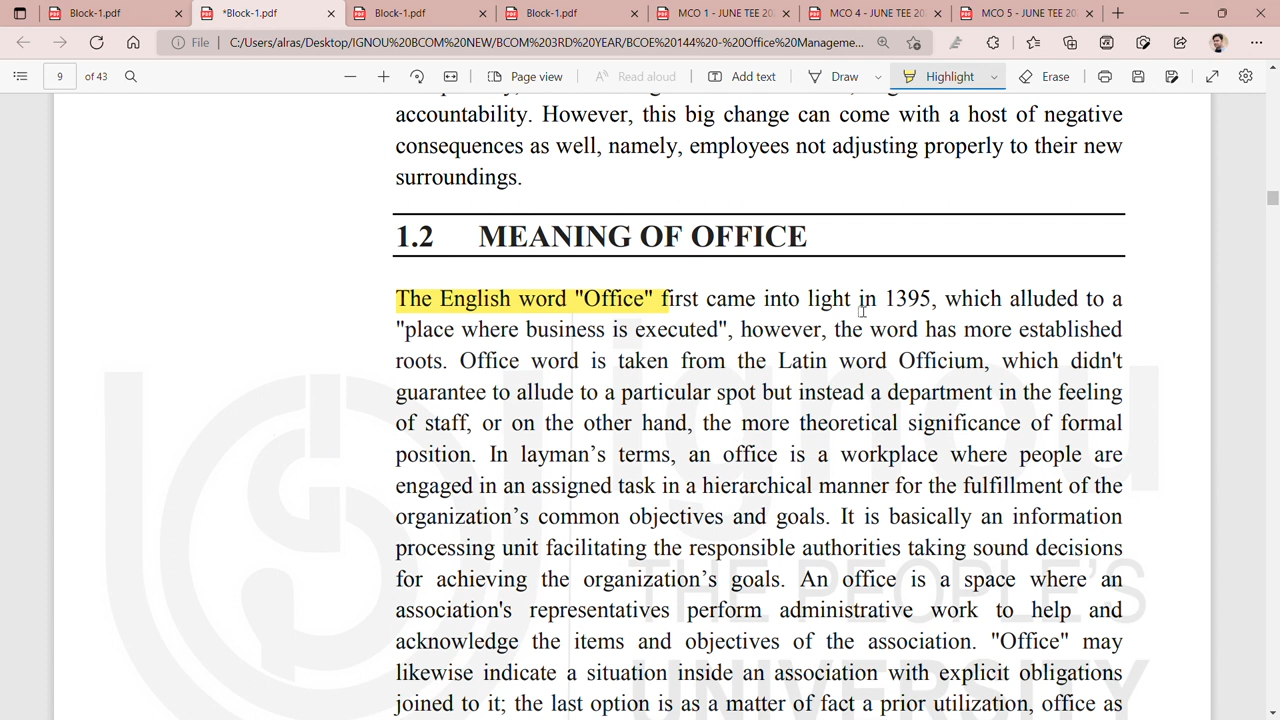 Block-1.pdf
*Block-1.pdf
Block-1.pdf
Block-1.pdf
MCO 1 - JUNE TEE 20
MCO 4 - JUNE TEE 20
MCO 5 - JUNE TEE 20
File
C:/Users/alras/Desktop/IGNOU%20BCOM%20NEW/BCOM%203RD%20YEAR/BCOE%20144%20-%20Office%20Manageme...
9 of 43
Page view
Read aloud
Add text
Draw
Highlight
Erase
accountability. However, this big change can come with a host of negative
consequences as well, namely, employees not adjusting properly to their new
surroundings.
1.2 MEANING OF OFFICE
The English word "Office" first came into light in 1395, which alluded to a
"place where business is executed", however, the word has more established
roots. Office word is taken from the Latin word Officium, which didn't
guarantee to allude to a particular spot but instead a department in the feeling
of staff, or on the other hand, the more theoretical significance of formal
position. In layman’s terms, an office is a workplace where people are
engaged in an assigned task in a hierarchical manner for the fulfillment of the
organization’s common objectives and goals. It is basically an information
processing unit facilitating the responsible authorities taking sound decisions
for achieving the organization’s goals. An office is a space where an
association's representatives perform administrative work to help and
acknowledge the items and objectives of the association. "Office" may
likewise indicate a situation inside an association with explicit obligations
joined to it; the last option is as a matter of fact a prior utilization, office as
ignou
THE PEOPLE'S
UNIVERSITY